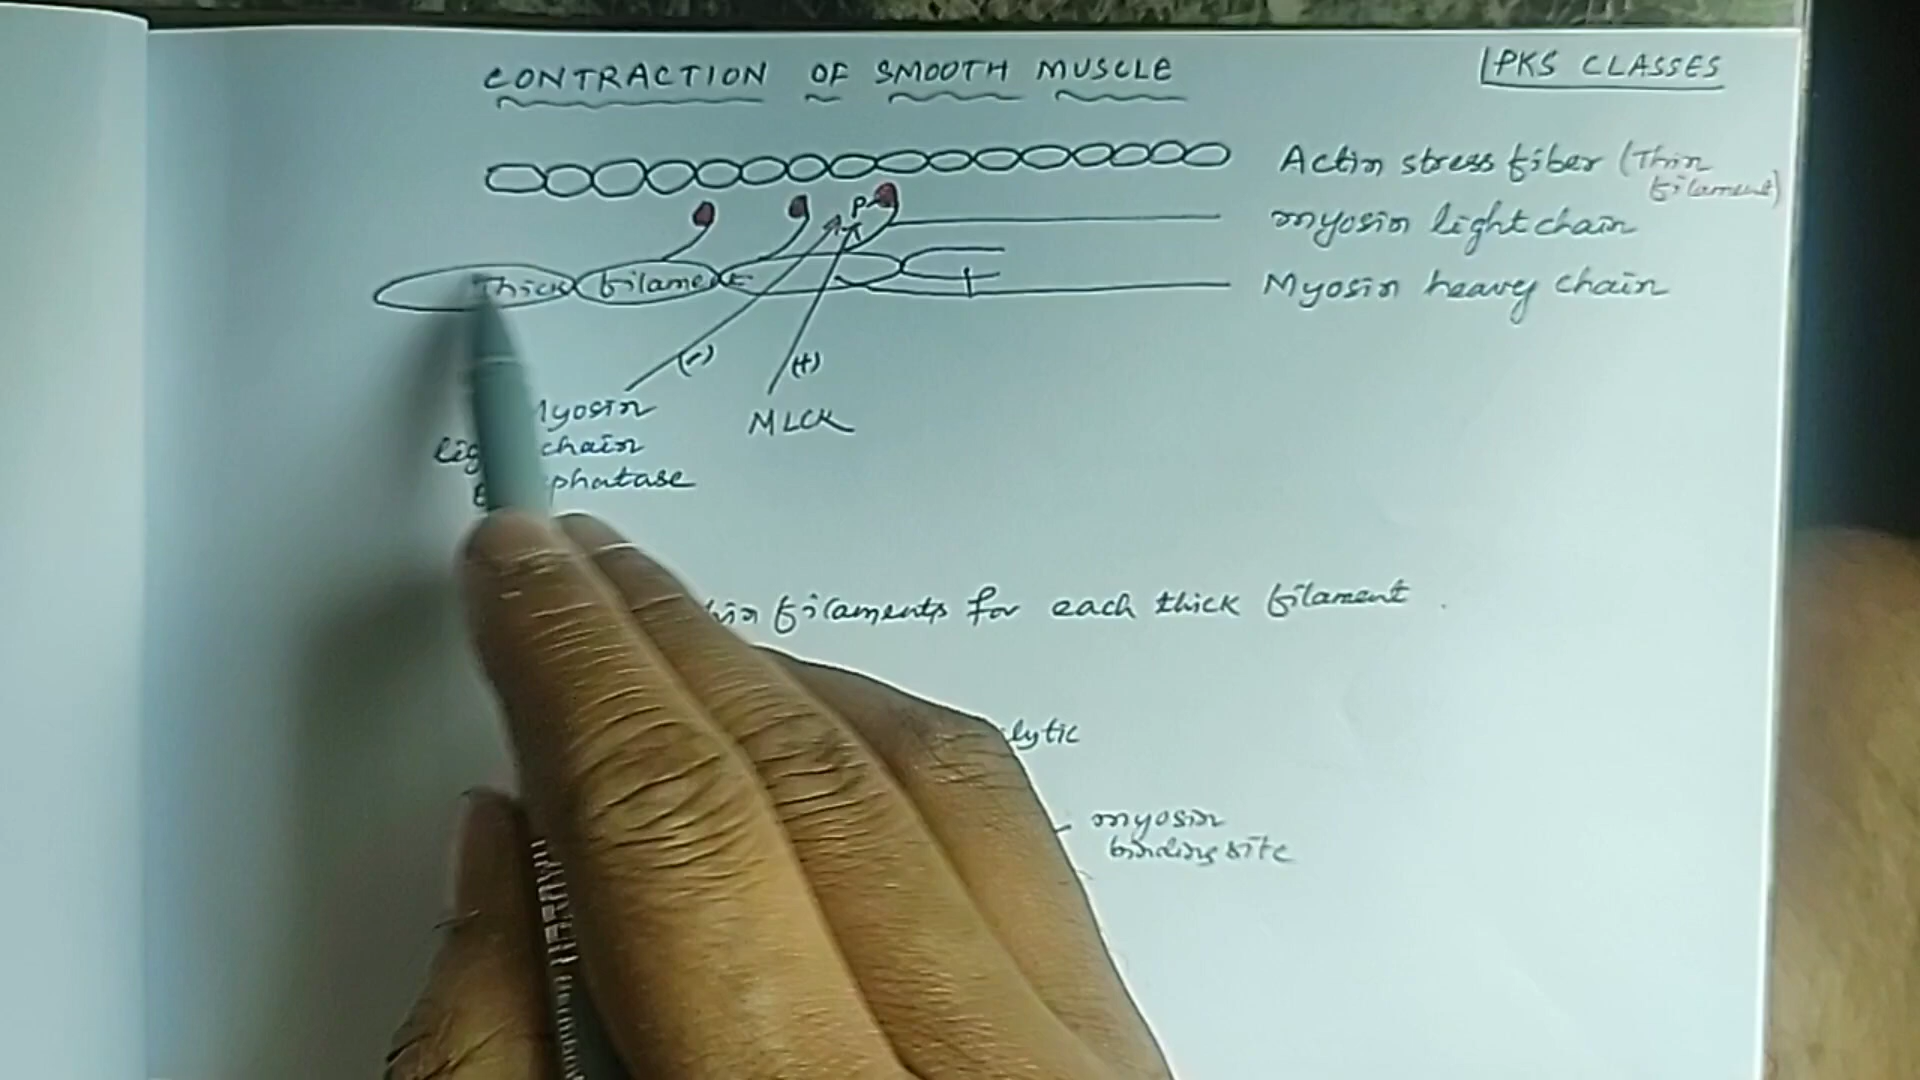 CONTRACTION OF SMOOTH MUSCLE
PKS CLASSES
Actin stress fiber (Thin
filament)
P
myosin light chain
Thick filament
Myosin heavy chain
(-)
(+)
Myosin
chain
MLCK
phatase
filaments for each thick filament.
lytic
myosin
binding site